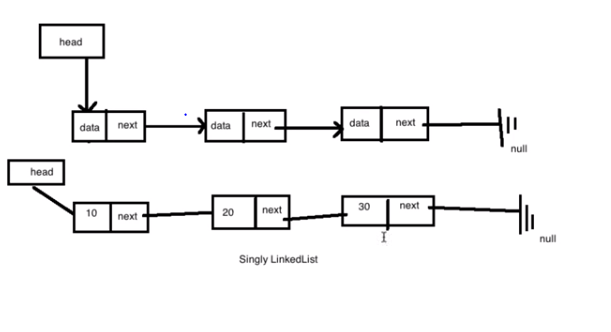 head
data next data next data next
null
head
10 next 20 next 30 next
null
Singly LinkedList